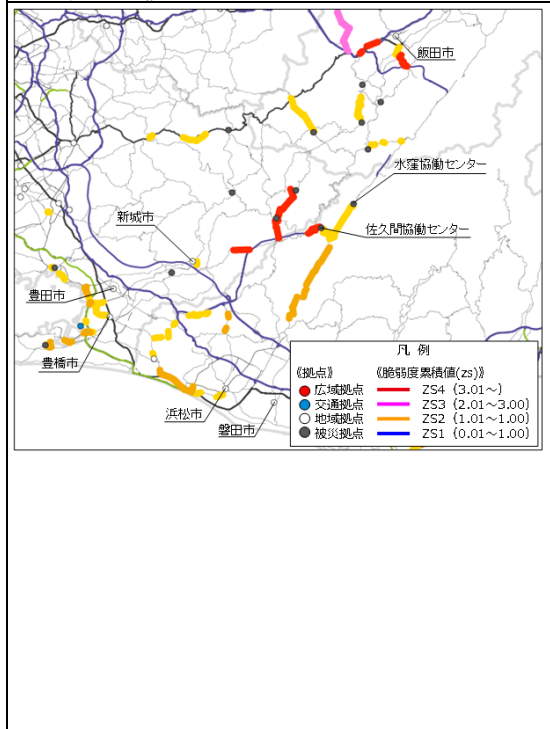 飯田市
水窪協働センター
新城市
佐久間協働センター
豊田市
豊橋市
浜松市
磐田市
凡 例
《拠点》 《脆弱度累積値(zs)》
広域拠点 ZS4 (3.01～)
交通拠点 ZS3 (2.01～3.00)
地域拠点 ZS2 (1.01～1.00)
被災拠点 ZS1 (0.01～1.00)